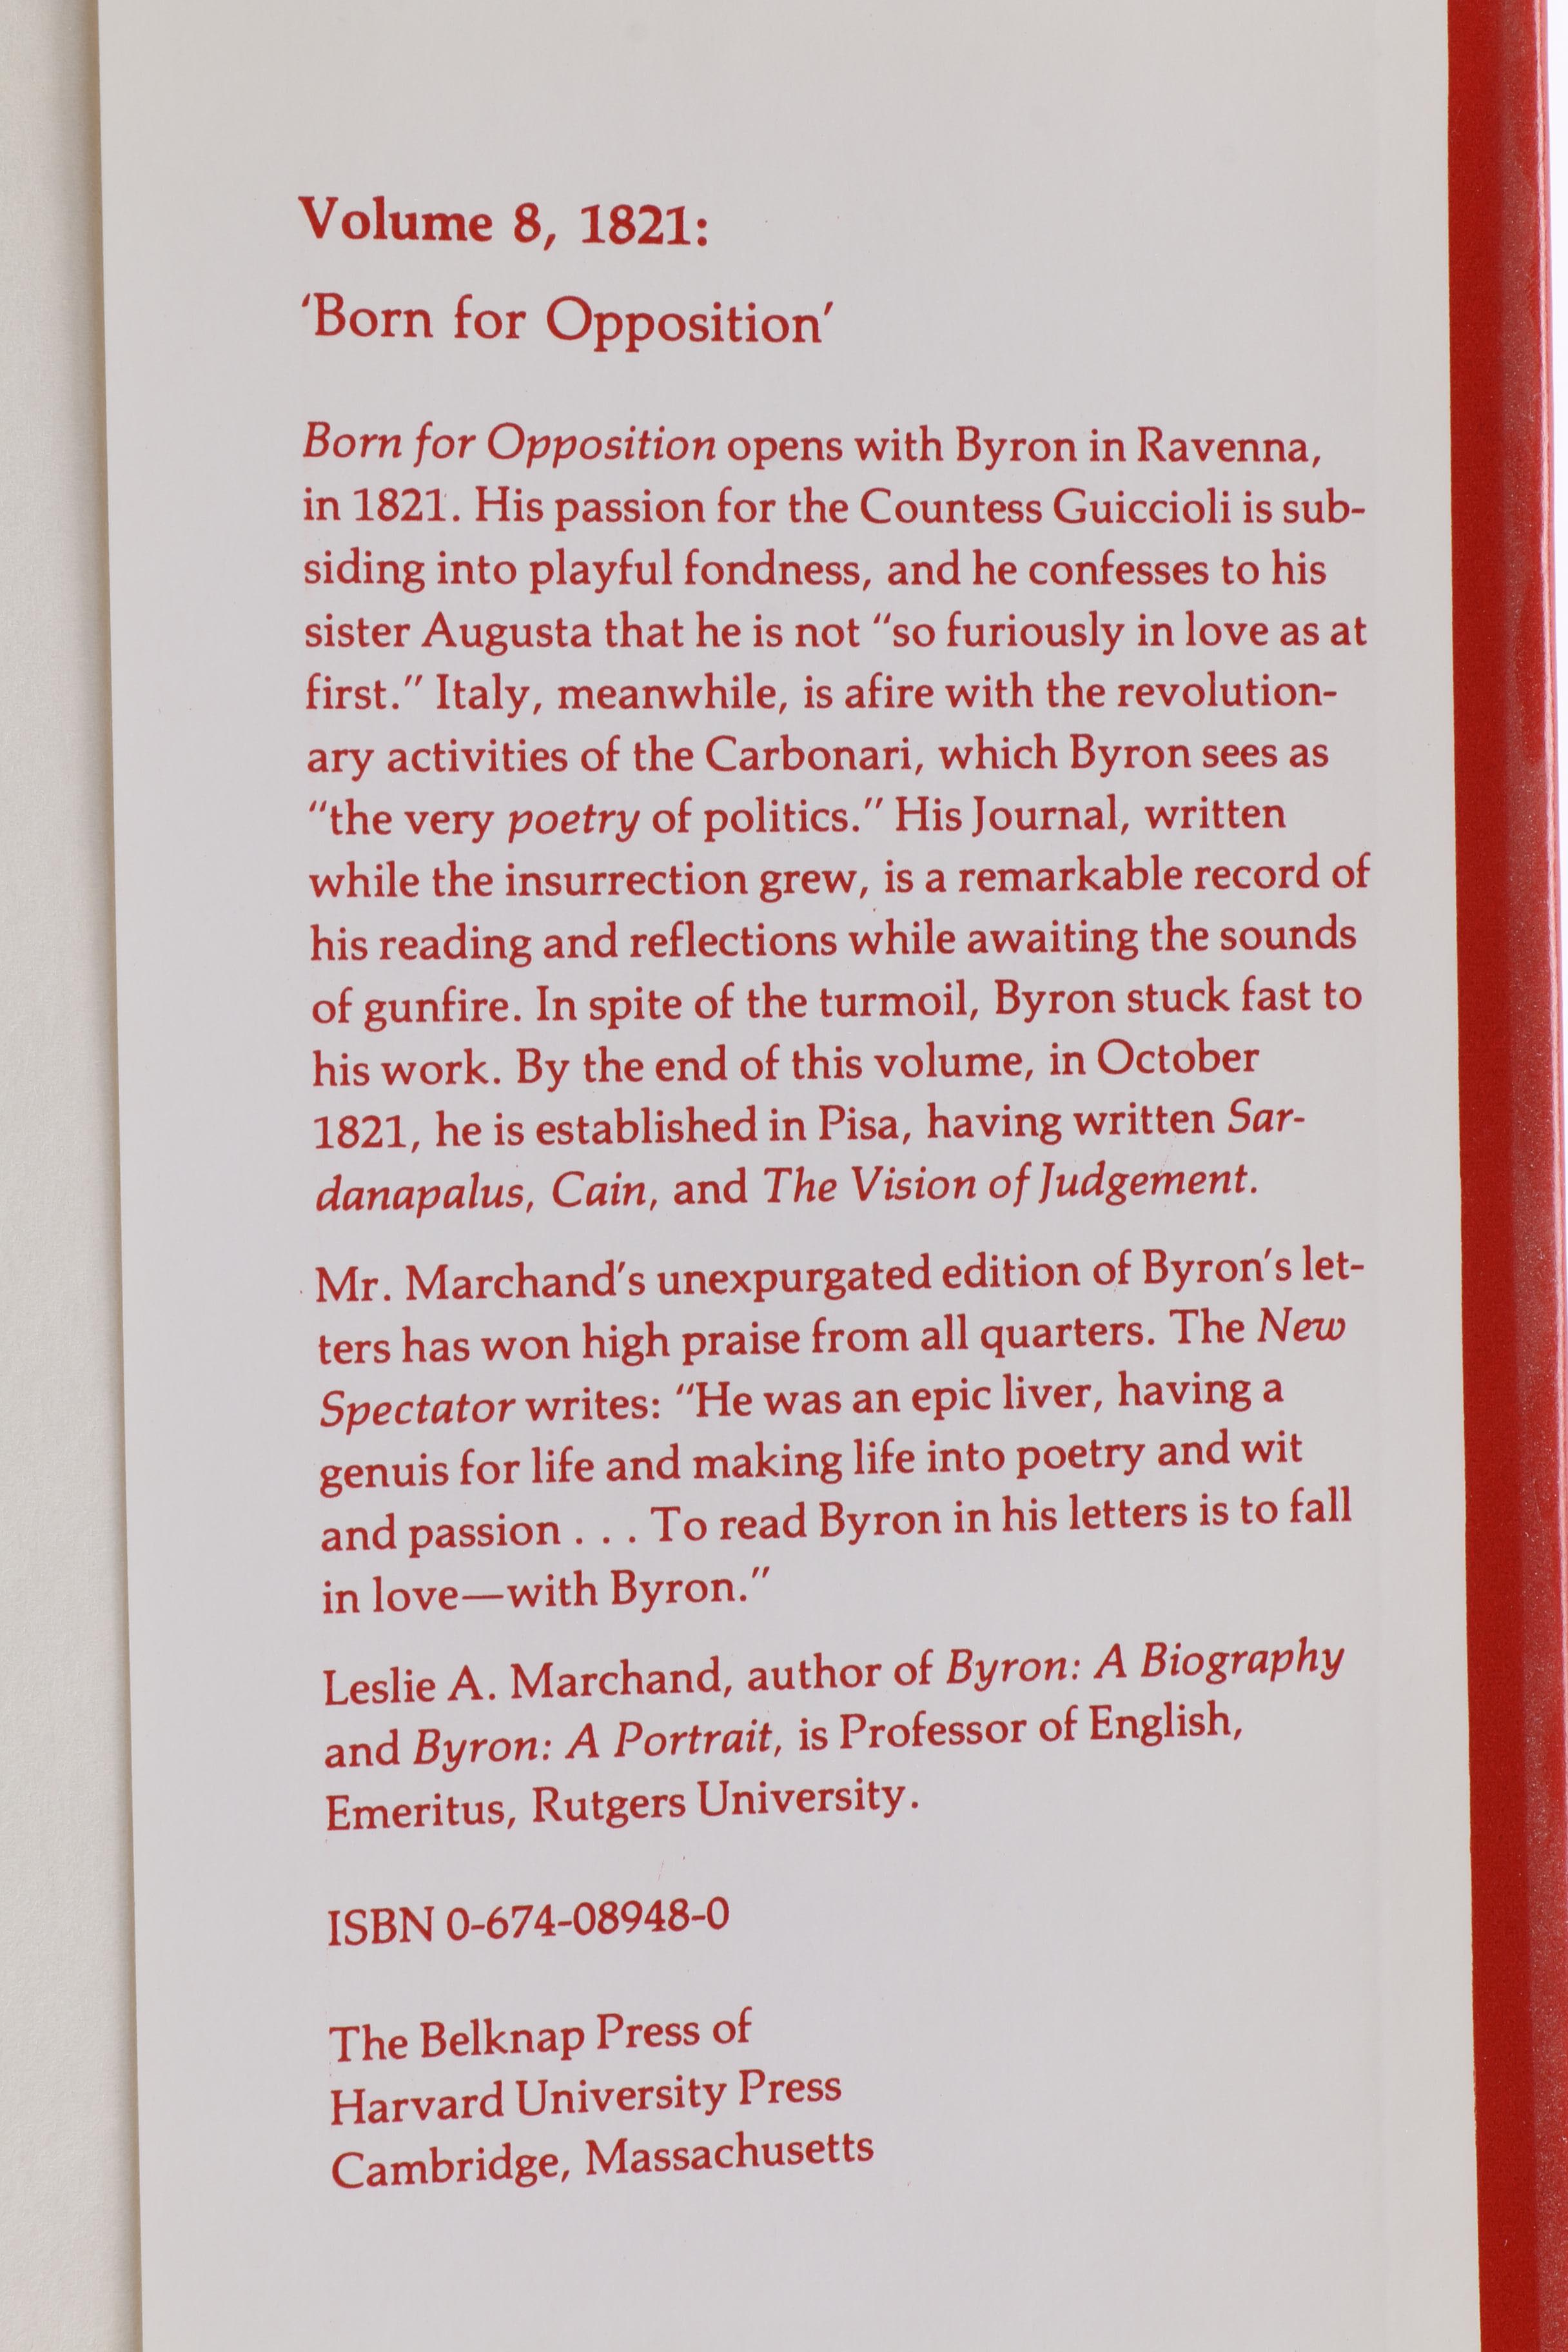 Volume 8, 1821:
‘Born for Opposition’
Born for Opposition opens with Byron in Ravenna,
in 1821. His passion for the Countess Guiccioli is sub-
siding into playful fondness, and he confesses to his
sister Augusta that he is not “so furiously in love as at
first.” Italy, meanwhile, is afire with the revolution-
ary activities of the Carbonari, which Byron sees as
“the very poetry of politics.” His Journal, written
while the insurrection grew, is a remarkable record of
his reading and reflections while awaiting the sounds
of gunfire. In spite of the turmoil, Byron stuck fast to
his work. By the end of this volume, in October
1821, he is established in Pisa, having written Sar-
danapalus, Cain, and The Vision of Judgement.
Mr. Marchand’s unexpurgated edition of Byron’s let-
ters has won high praise from all quarters. The New
Spectator writes: “He was an epic liver, having a
genuis for life and making life into poetry and wit
and passion . . . To read Byron in his letters is to fall
in love—with Byron.”
Leslie A. Marchand, author of Byron: A Biography
and Byron: A Portrait, is Professor of English,
Emeritus, Rutgers University.
ISBN 0-674-08948-0
The Belknap Press of
Harvard University Press
Cambridge, Massachusetts